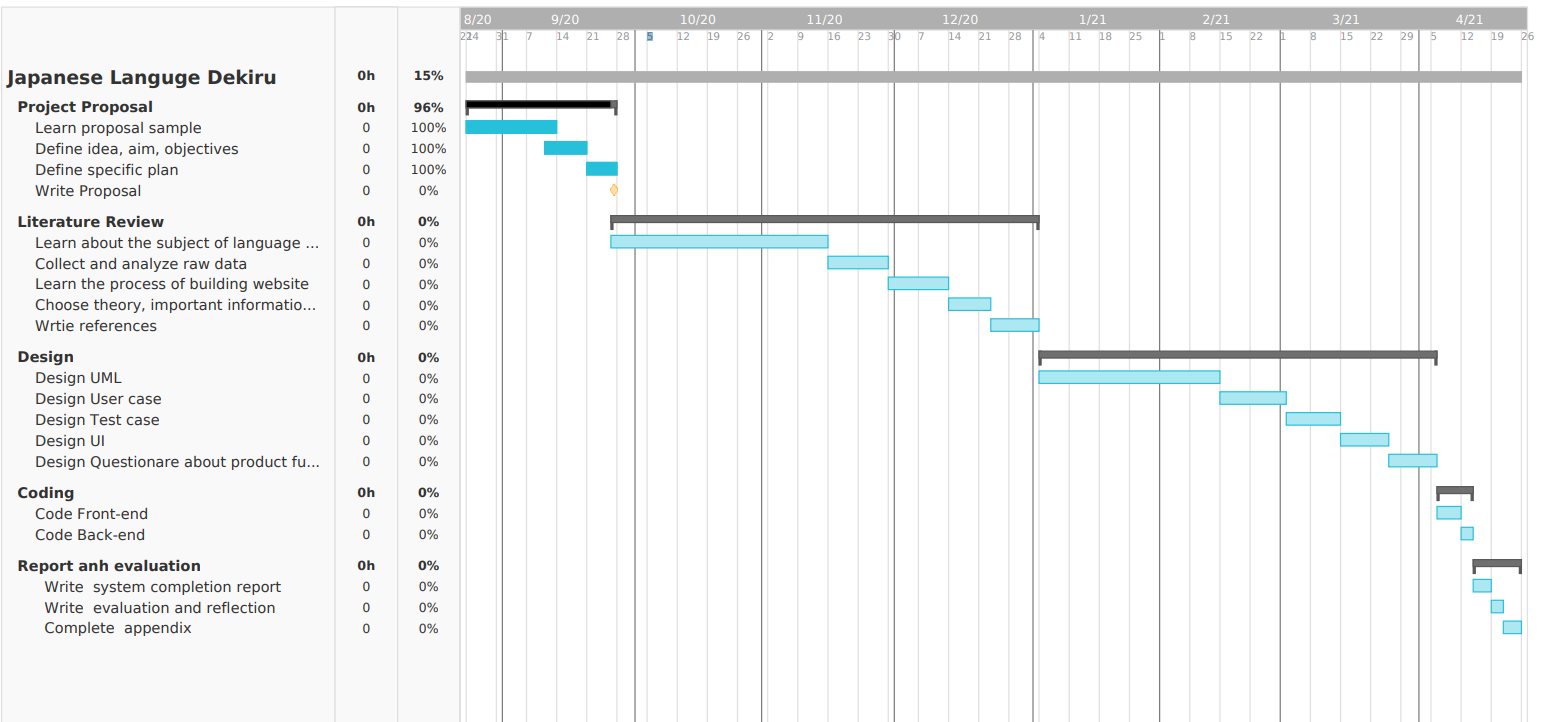 8/20 9/20 10/20 11/20 12/20 1/21 2/21 3/21 4/21
24 31 7 14 21 28 5 12 19 26 2 9 16 23 30 7 14 21 28 4 11 18 25 1 8 15 22 1 8 15 22 29 5 12 19 26
Japanese Languge Dekiru 0h 15%
Project Proposal 0h 96%
Learn proposal sample 0 100%
Define idea, aim, objectives 0 100%
Define specific plan 0 100%
Write Proposal 0 0%
Literature Review 0h 0%
Learn about the subject of language ... 0 0%
Collect and analyze raw data 0 0%
Learn the process of building website 0 0%
Choose theory, important informatio... 0 0%
Wrtie references 0 0%
Design 0h 0%
Design UML 0 0%
Design User case 0 0%
Design Test case 0 0%
Design UI 0 0%
Design Questionare about product fu... 0 0%
Coding 0h 0%
Code Front-end 0 0%
Code Back-end 0 0%
Report anh evaluation 0h 0%
Write system completion report 0 0%
Write evaluation and reflection 0 0%
Complete appendix 0 0%